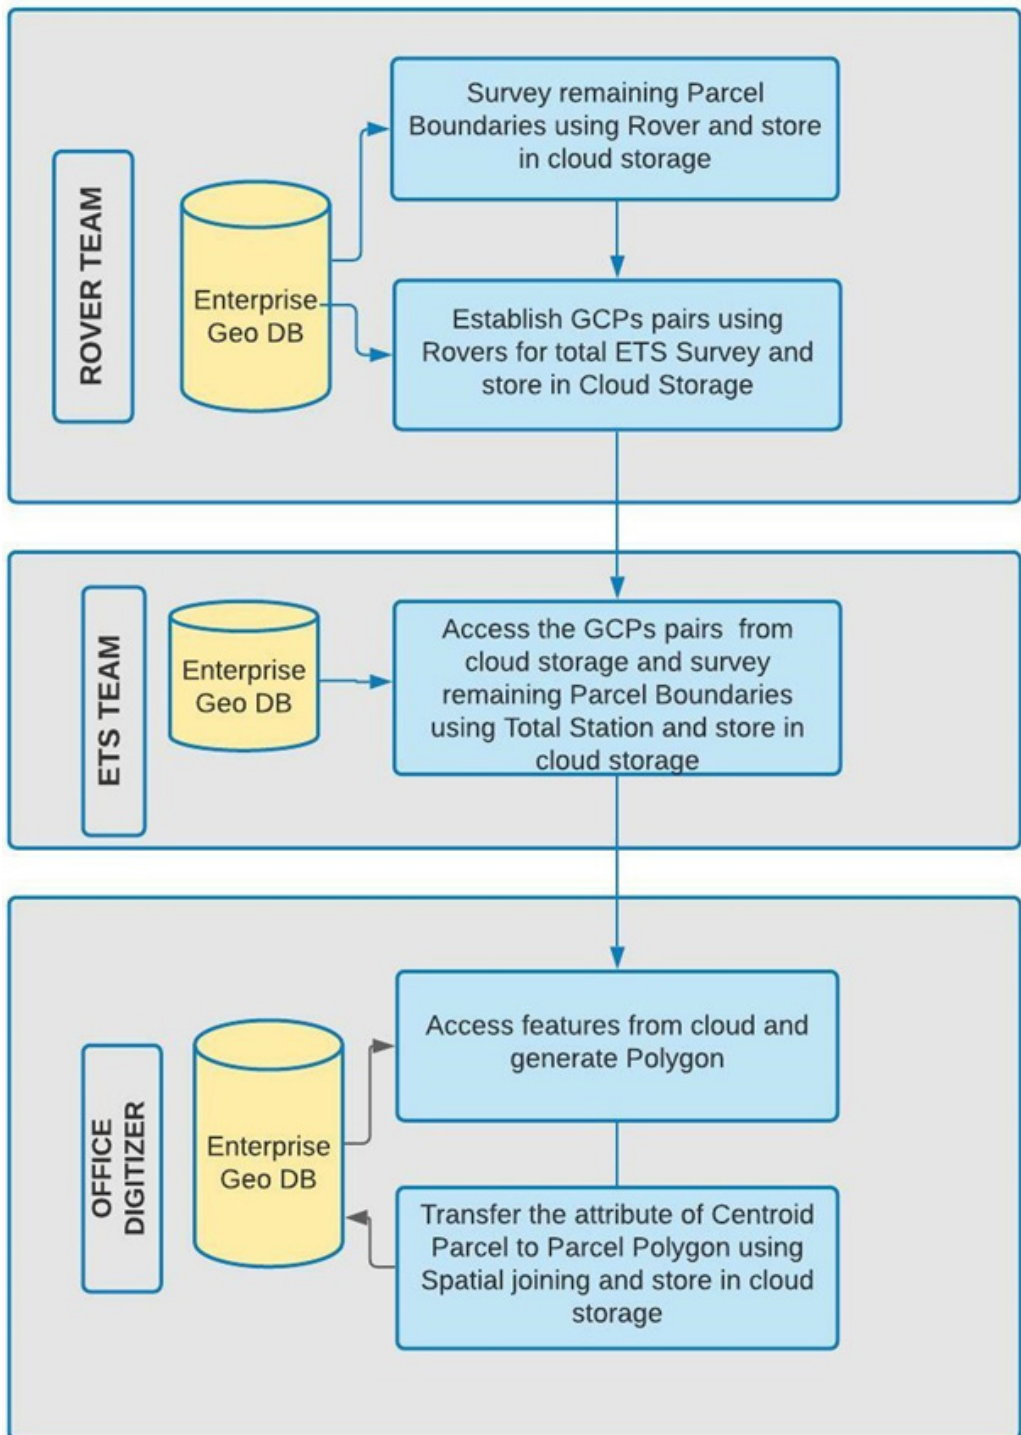 ROVER TEAM
Enterprise
Geo DB
Survey remaining Parcel
Boundaries using Rover and store
in cloud storage
Establish GCPs pairs using
Rovers for total ETS Survey and
store in Cloud Storage
ETS TEAM
Enterprise
Geo DB
Access the GCPs pairs from
cloud storage and survey
remaining Parcel Boundaries
using Total Station and store in
cloud storage
OFFICE
DIGITIZER
Enterprise
Geo DB
Access features from cloud and
generate Polygon
Transfer the attribute of Centroid
Parcel to Parcel Polygon using
Spatial joining and store in cloud
storage